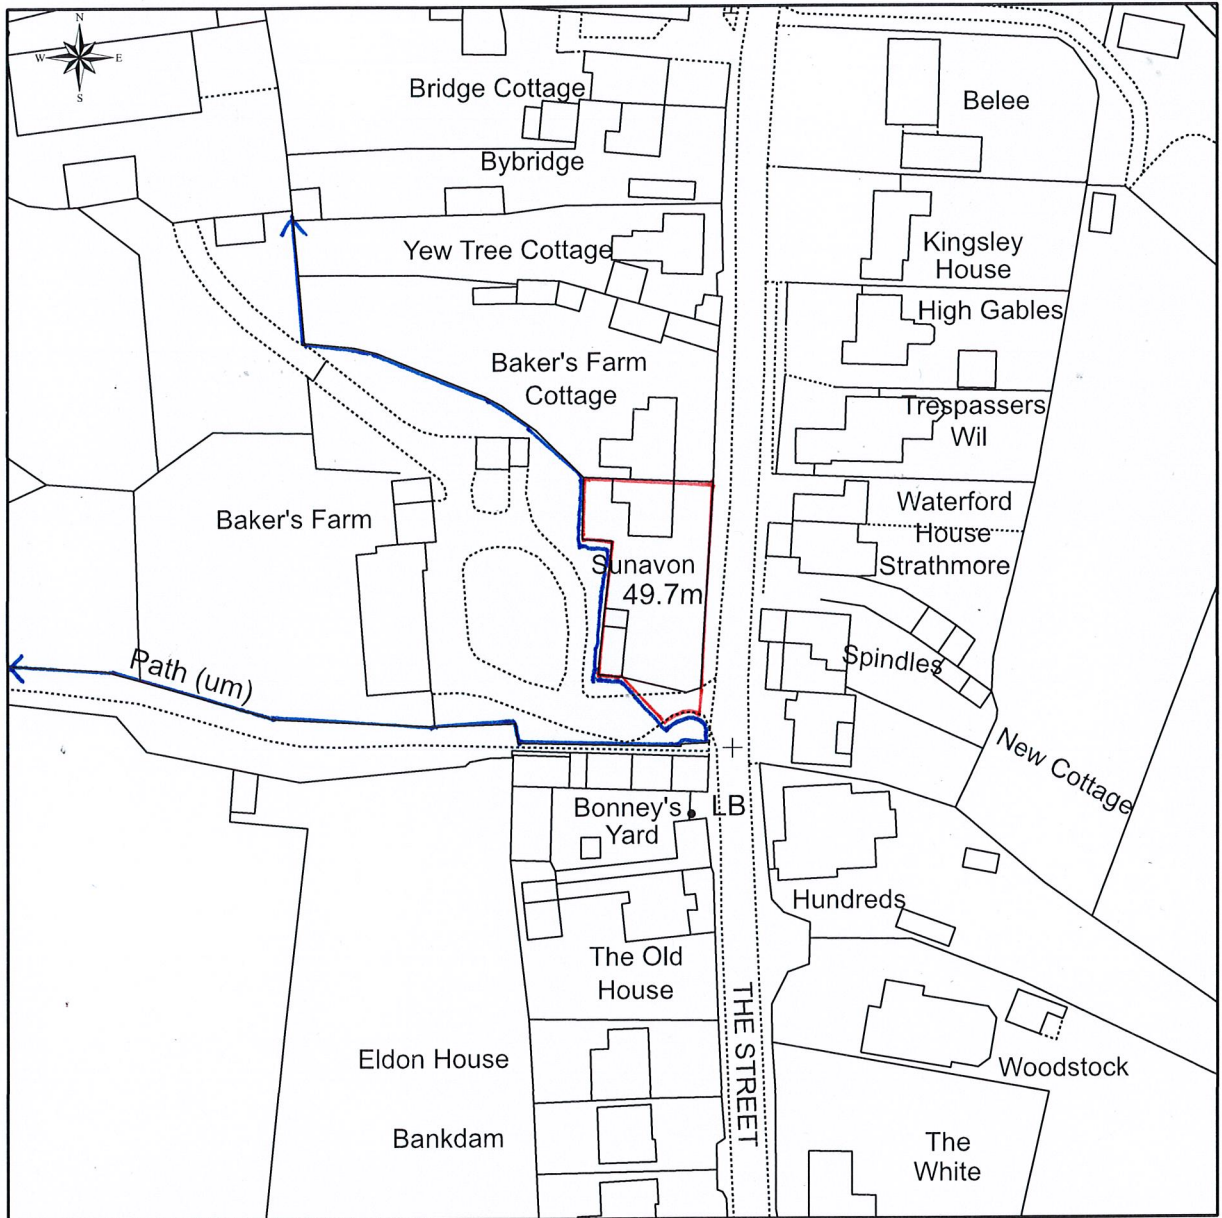 N
W E
S
Bridge Cottage
Belee
Bybridge
Yew Tree Cottage
Kingsley
House
High Gables
Baker's Farm
Cottage
Trespassers
Wil
Baker's Farm
Waterford
House
Sunavon
Strathmore
49.7m
Path (um)
Spindles
New Cottage
Bonney's
Yard
LB
Hundreds
The Old
House
THE STREET
Eldon House
Woodstock
Bankdam
The
White